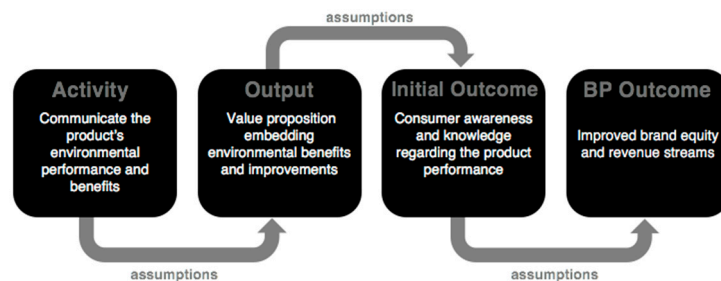 assumptions
Activity
Communicate the
product's
environmental
performance and
benefits
Output
Value proposition
embedding
environmental benefits
and improvements
Initial Outcome
Consumer awareness
and knowledge
regarding the product
performance
BP Outcome
Improved brand equity
and revenue streams
assumptions
assumptions